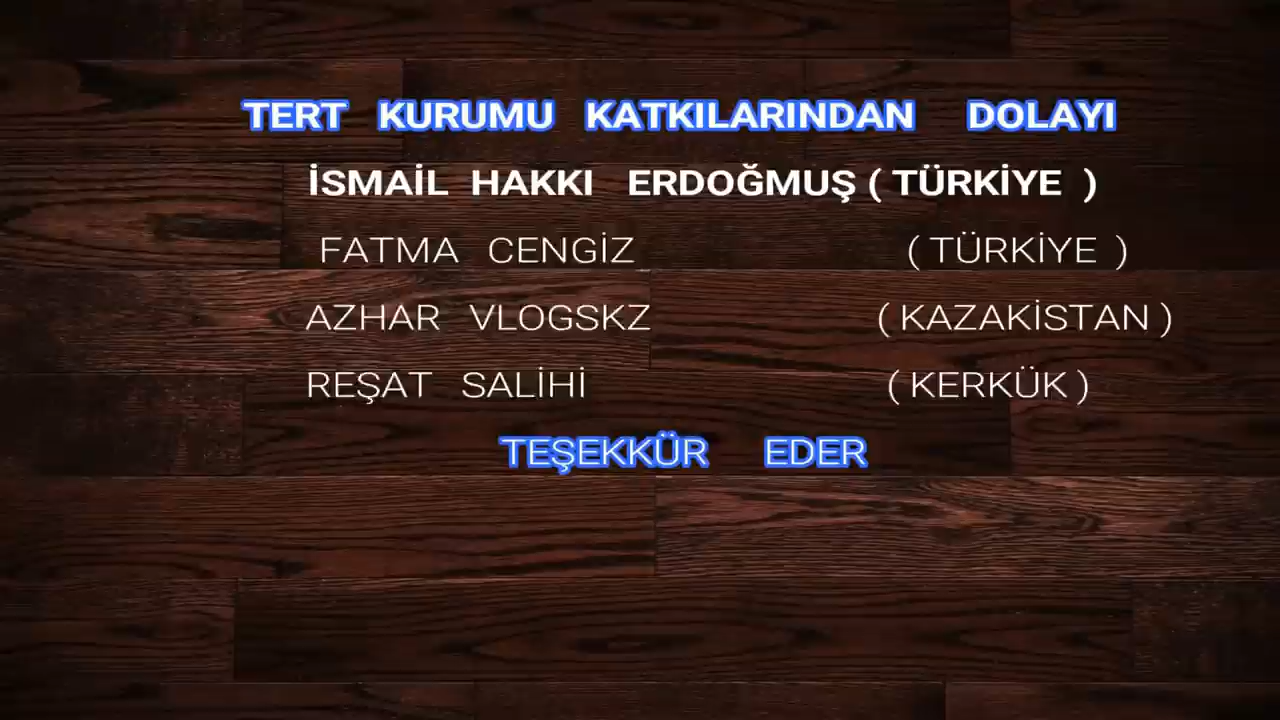 TERT KURUMU KATKILARINDAN DOLAYI
İSMAİL HAKKI ERDOĞMUŞ ( TÜRKİYE )
FATMA CENGİZ ( TÜRKİYE )
AZHAR VLOGSKZ ( KAZAKİSTAN )
REŞAT SALİHİ ( KERKÜK )
TEŞEKKÜR EDER